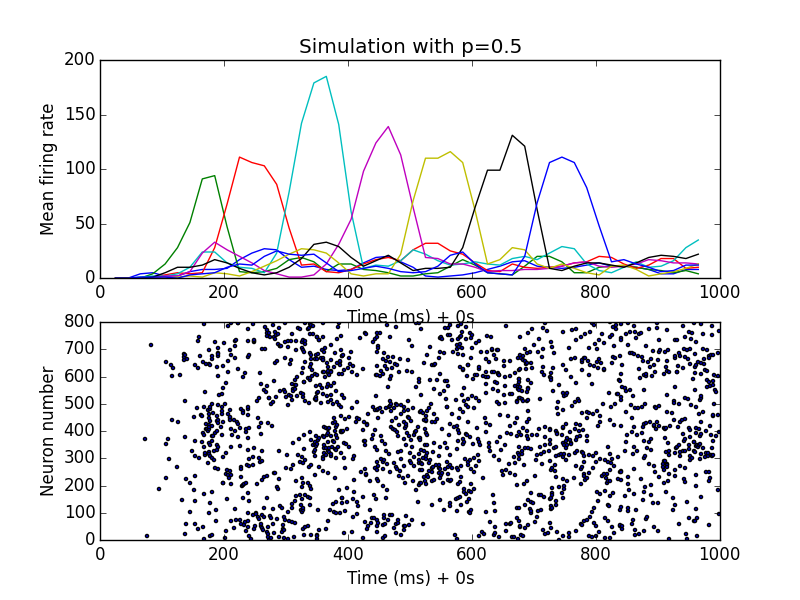 Simulation with p=0.5
Mean firing rate
200
150
100
50
0
0 200 400 600 800 1000
Time (ms) + 0s
Neuron number
800
700
600
500
400
300
200
100
0
0 200 400 600 800 1000
Time (ms) + 0s